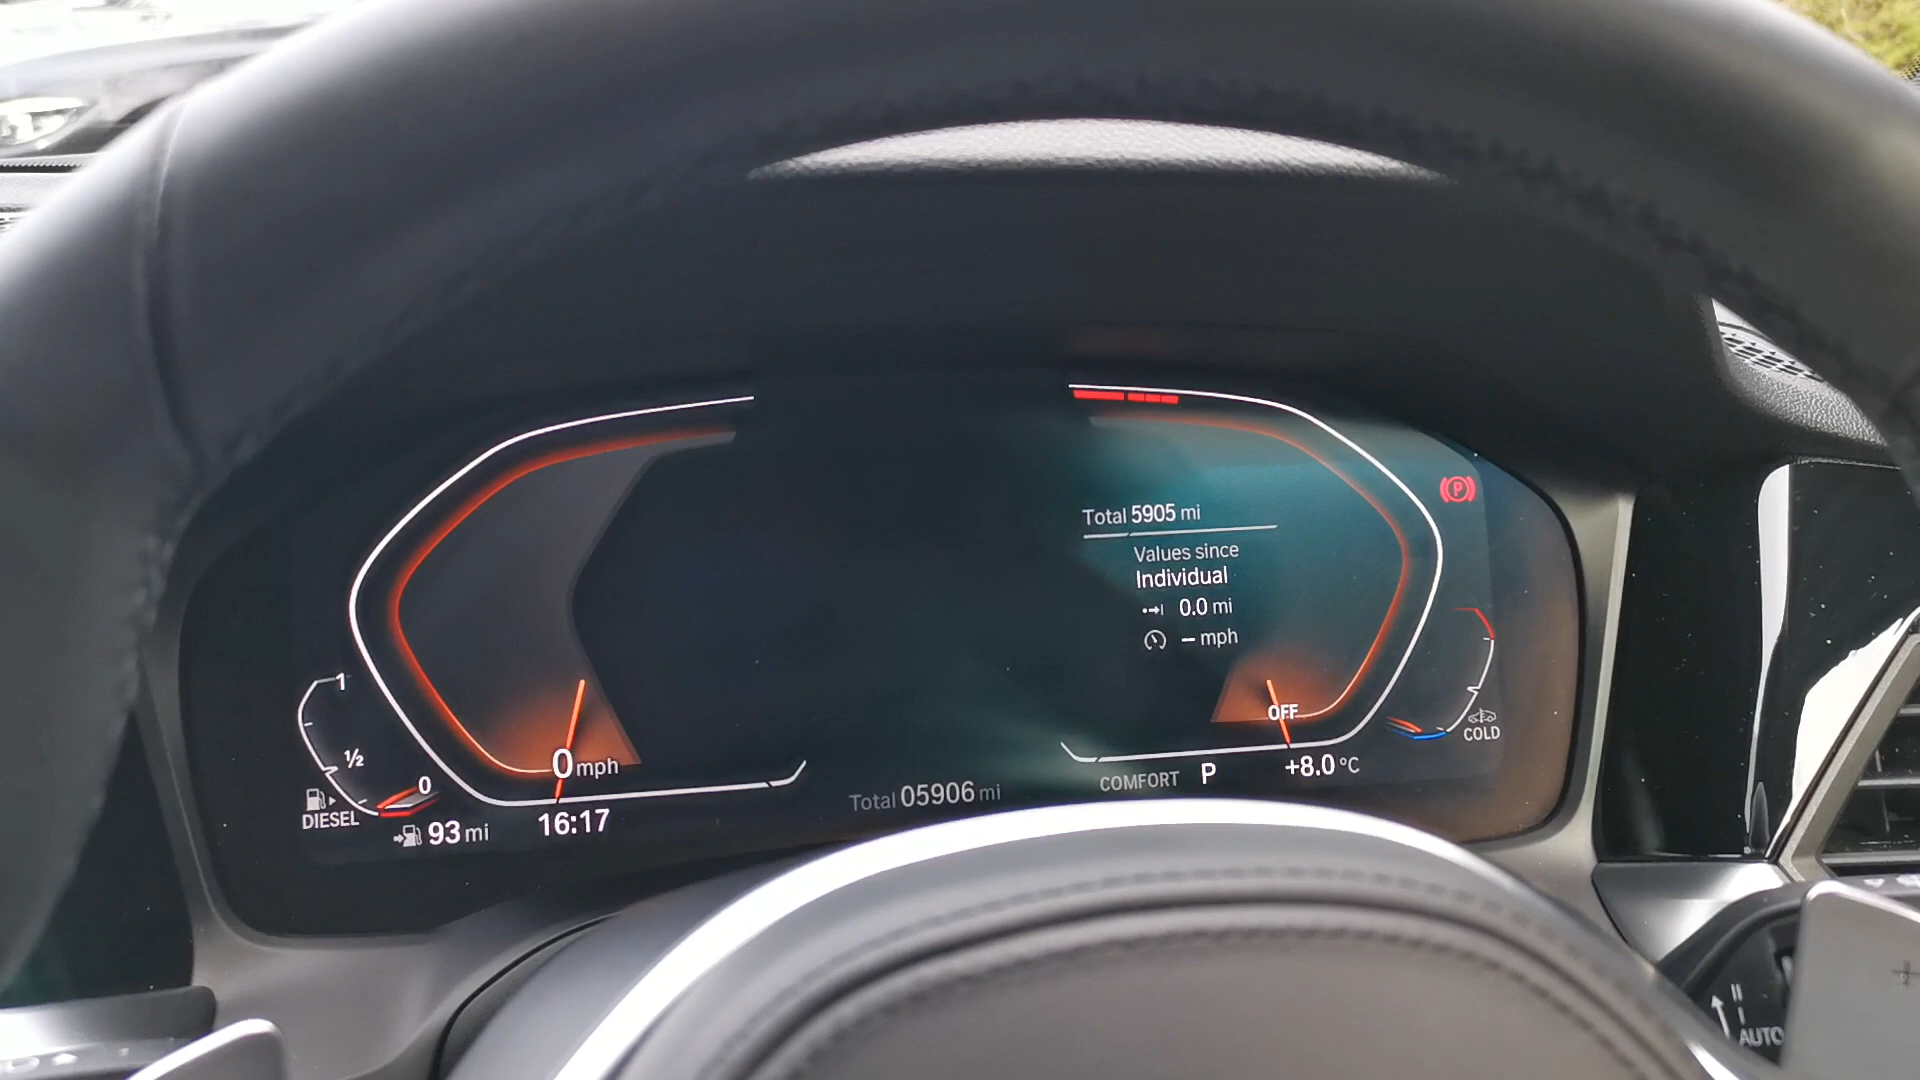 Total 5905 mi
Values since
Individual
0.0 mi
– mph
P
1
½
0
DIESEL
93 mi
0 mph
16:17
Total 05906 mi
COMFORT P
OFF
+8.0 °C
COLD
II
I
AUTO
+